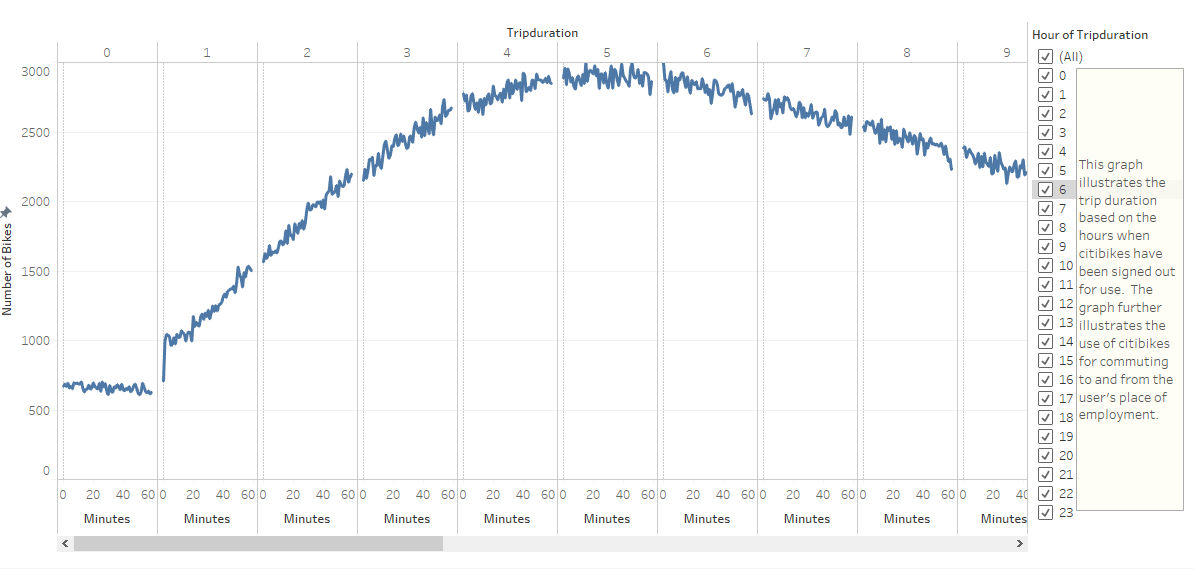 Tripduration
0 1 2 3 4 5 6 7 8 9
Number of Bikes
3000
2500
2000
1500
1000
500
0
0 20 40 60 0 20 40 60 0 20 40 60 0 20 40 60 0 20 40 60 0 20 40 60 0 20 40 60 0 20 40 60 0 20 40 60 0 20 40
Minutes Minutes Minutes Minutes Minutes Minutes Minutes Minutes Minutes Minutes
Hour of Tripduration
(All)
0
1
2
3
4
5
6
7
8
9
10
11
12
13
14
15
16
17
18
19
20
21
22
23
This graph
illustrates the
trip duration
based on the
hours when
citibikes have
been signed out
for use. The
graph further
illustrates the
use of citibikes
for commuting
to and from the
user's place of
employment.